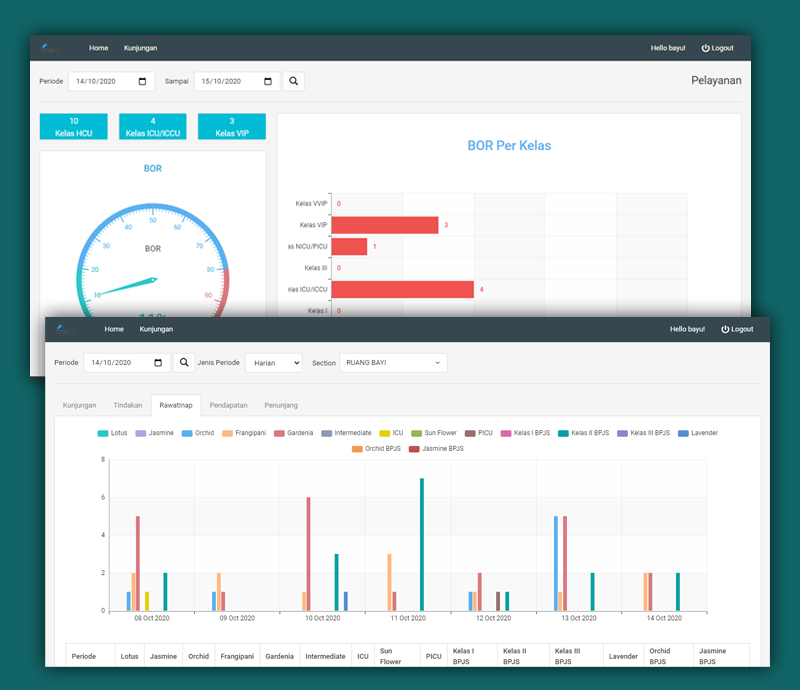 Home Kunjungan Hello bayu! Logout
Periode 14/10/2020 Sampai 15/10/2020 Pelayanan
10 4 3
Kelas HCU Kelas ICU/ICCU Kelas VIP
BOR
BOR Per Kelas
10 20 30 40 50 60 70 80 90
BOR
Kelas VVIP 0
Kelas VIP 3
as NICU/PICU 1
Kelas III 0
elas ICU/ICCU 4
Kelas I 0
Home Kunjungan Hello bayu! Logout
Periode 14/10/2020 Jenis Periode Harian Section RUANG BAYI
Kunjungan Tindakan RawatInap Pendapatan Penunjang
Lotus Jasmine Orchid Frangipani Gardenia Intermediate ICU Sun Flower PICU Kelas I BPJS Kelas II BPJS Kelas III BPJS Lavender
Orchid BPJS Jasmine BPJS
8
6
4
2
0
08 Oct 2020 09 Oct 2020 10 Oct 2020 11 Oct 2020 12 Oct 2020 13 Oct 2020 14 Oct 2020
Periode Lotus Jasmine Orchid Frangipani Gardenia Intermediate ICU Sun Flower PICU Kelas I BPJS Kelas II BPJS Kelas III BPJS Lavender Orchid BPJS Jasmine BPJS